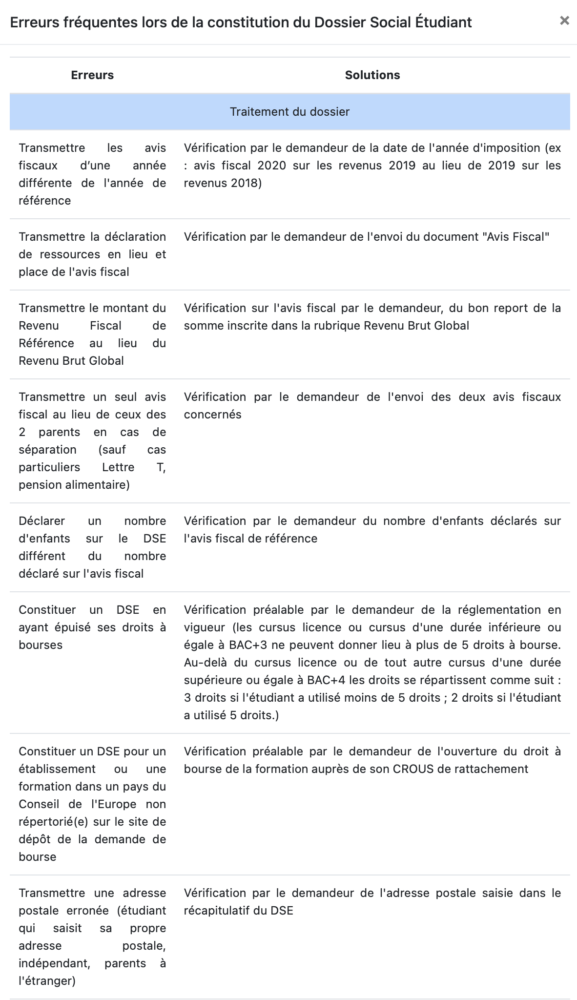 Erreurs fréquentes lors de la constitution du Dossier Social Étudiant
×
Erreurs
Solutions
Traitement du dossier
Transmettre les avis
fiscaux d’une année
différente de l'année de
référence
Vérification par le demandeur de la date de l'année d'imposition (ex
: avis fiscal 2020 sur les revenus 2019 au lieu de 2019 sur les
revenus 2018)
Transmettre la déclaration
de ressources en lieu et
place de l'avis fiscal
Vérification par le demandeur de l'envoi du document "Avis Fiscal"
Transmettre le montant du
Revenu Fiscal de
Référence au lieu du
Revenu Brut Global
Vérification sur l'avis fiscal par le demandeur, du bon report de la
somme inscrite dans la rubrique Revenu Brut Global
Transmettre un seul avis
fiscal au lieu de ceux des
2 parents en cas de
séparation (sauf cas
particuliers Lettre T,
pension alimentaire)
Vérification par le demandeur de l'envoi des deux avis fiscaux
concernés
Déclarer un nombre
d'enfants sur le DSE
différent du nombre
déclaré sur l'avis fiscal
Vérification par le demandeur du nombre d'enfants déclarés sur
l'avis fiscal de référence
Constituer un DSE en
ayant épuisé ses droits à
bourses
Vérification préalable par le demandeur de la réglementation en
vigueur (les cursus licence ou cursus d'une durée inférieure ou
égale à BAC+3 ne peuvent donner lieu à plus de 5 droits à bourse.
Au-delà du cursus licence ou de tout autre cursus d'une durée
supérieure ou égale à BAC+4 les droits se répartissent comme suit :
3 droits si l'étudiant a utilisé moins de 5 droits ; 2 droits si l'étudiant
a utilisé 5 droits.)
Constituer un DSE pour un
établissement ou une
formation dans un pays du
Conseil de l'Europe non
répertorié(e) sur le site de
dépôt de la demande de
bourse
Vérification préalable par le demandeur de l'ouverture du droit à
bourse de la formation auprès de son CROUS de rattachement
Transmettre une adresse
postale erronée (étudiant
qui saisit sa propre
adresse postale,
indépendant, parents à
l'étranger)
Vérification par le demandeur de l'adresse postale saisie dans le
récapitulatif du DSE